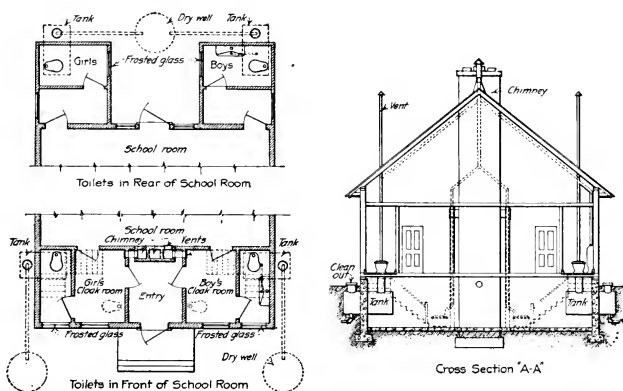 Tank
Dry well
Tank
Girls
Frosted glass
Boys
School room
Toilets in Rear of School Room
School room
Tank
Chimney
Vents
Tank
Girl's
Cloak room
Entry
Boy's
Cloak room
Frosted glass
Frosted glass
Dry well
Toilets in Front of School Room
Chimney
Vent
Clean
out
Tank
Tank
Cross Section "A-A"